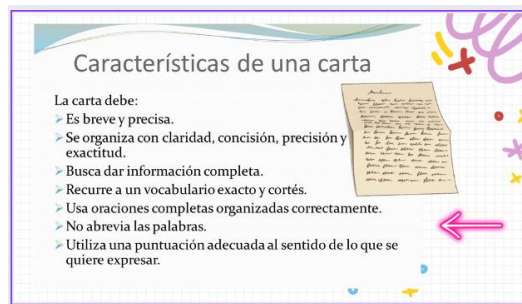 Características de una carta
La carta debe:
Es breve y precisa.
Se organiza con claridad, concisión, precisión y
exactitud.
Busca dar información completa.
Recurre a un vocabulario exacto y cortés.
Usa oraciones completas organizadas correctamente.
No abrevia las palabras.
Utiliza una puntuación adecuada al sentido de lo que se
quiere expresar.